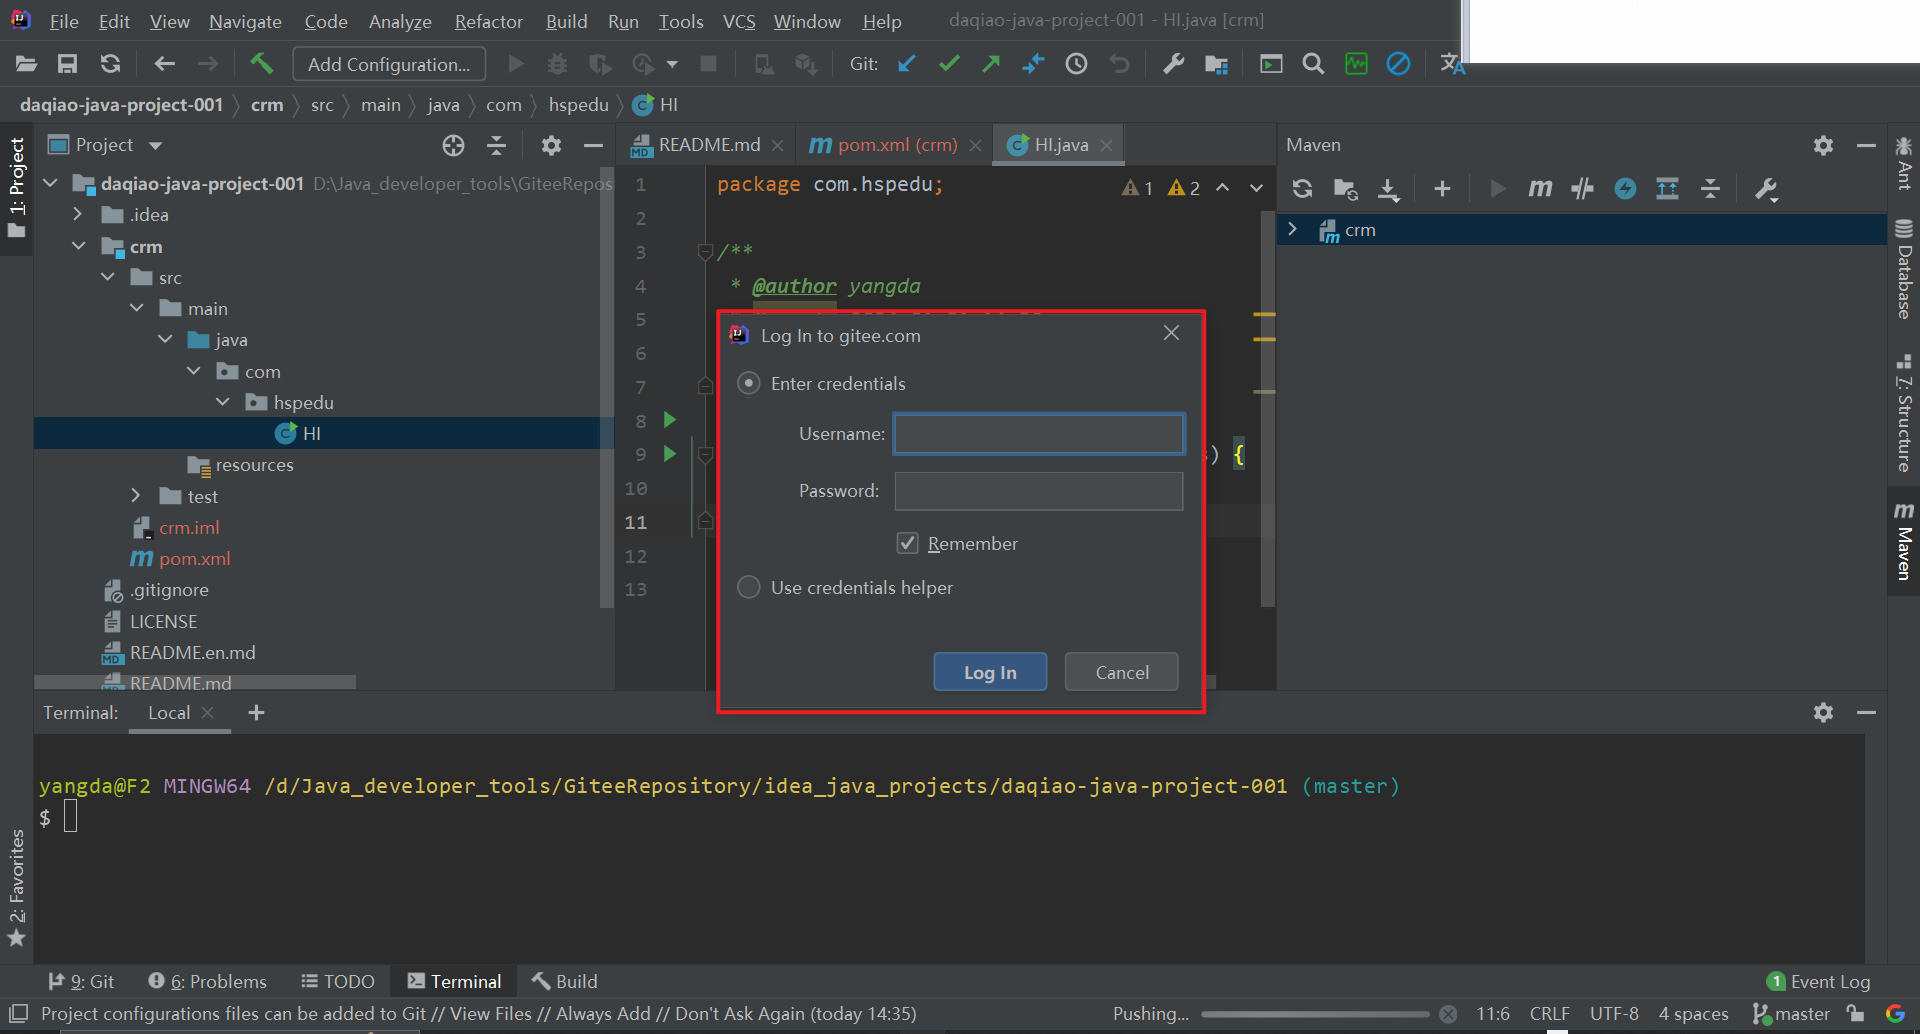 File Edit View Navigate Code Analyze Refactor Build Run Tools VCS Window Help daqiao-java-project-001 - HI.java [crm]
Add Configuration... Git:
daqiao-java-project-001 crm src main java com hspedu HI
1: Project
Project
daqiao-java-project-001 D:\Java_developer_tools\GiteeRepos
.idea
crm
src
main
java
com
hspedu
HI
resources
test
crm.iml
pom.xml
.gitignore
LICENSE
README.en.md
README.md
README.md pom.xml (crm) HI.java
1 package com.hspedu; 1 2
2
3 /**
4 * @author yangda
5
6
7
8
9 ) {
10
11
12
13
Log In to gitee.com
Enter credentials
Username:
Password:
Remember
Use credentials helper
Log In Cancel
Maven
crm
Ant
Database
7: Structure
Maven
Terminal: Local
yangda@F2 MINGW64 /d/Java_developer_tools/GiteeRepository/idea_java_projects/daqiao-java-project-001 (master)
$
2: Favorites
9: Git 6: Problems TODO Terminal Build 1 Event Log
Project configurations files can be added to Git // View Files // Always Add // Don't Ask Again (today 14:35) Pushing... 11:6 CRLF UTF-8 4 spaces master